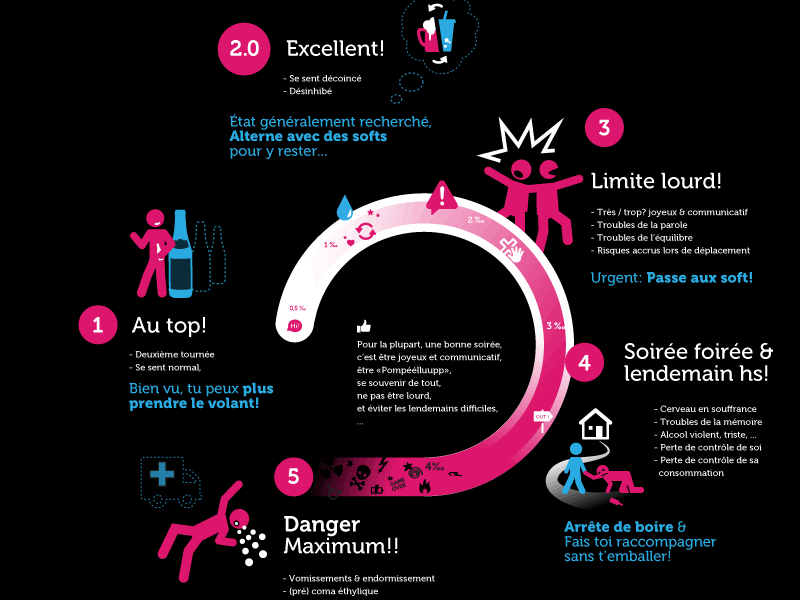 2.0 Excellent!
- Se sent décoincé
- Désinhibé
État généralement recherché,
Alterne avec des softs
pour y rester...
3
Limite lourd!
- Très / trop? joyeux & communicatif
- Troubles de la parole
- Troubles de l'équilibre
- Risques accrus lors de déplacement
Urgent: Passe aux soft!
1 Au top!
- Deuxième tournée
- Se sent normal,
Bien vu, tu peux plus
prendre le volant!
0,5 ‰
Hi!
1 ‰
2 ‰
3 ‰
OUT !
4‰
GAME
OVER
Pour la plupart, une bonne soirée,
c'est être joyeux et communicatif,
être «Pompéélluupp»,
se souvenir de tout,
ne pas être lourd,
et éviter les lendemains difficiles,
...
4
Soirée foirée &
lendemain hs!
- Cerveau en souffrance
- Troubles de la mémoire
- Alcool violent, triste, ...
- Perte de contrôle de soi
- Perte de contrôle de sa
consommation
Arrête de boire &
Fais toi raccompagner
sans t'emballer!
5
Danger
Maximum!!
- Vomissements & endormissement
- (pré) coma éthylique